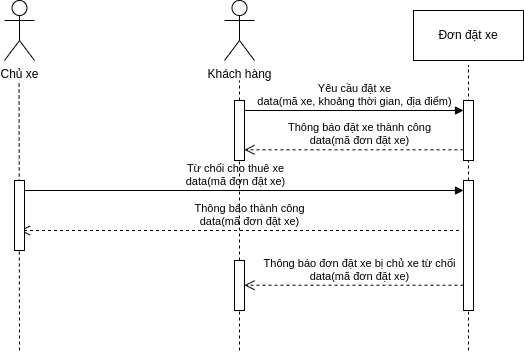 Đơn đặt xe
Chủ xe
Khách hàng
Yêu cầu đặt xe
data(mã xe, khoảng thời gian, địa điểm)
Thông báo đặt xe thành công
data(mã đơn đặt xe)
Từ chối cho thuê xe
data(mã đơn đặt xe)
Thông báo thành công
data(mã đơn đặt xe)
Thông báo đơn đặt xe bị chủ xe từ chối
data(mã đơn đặt xe)